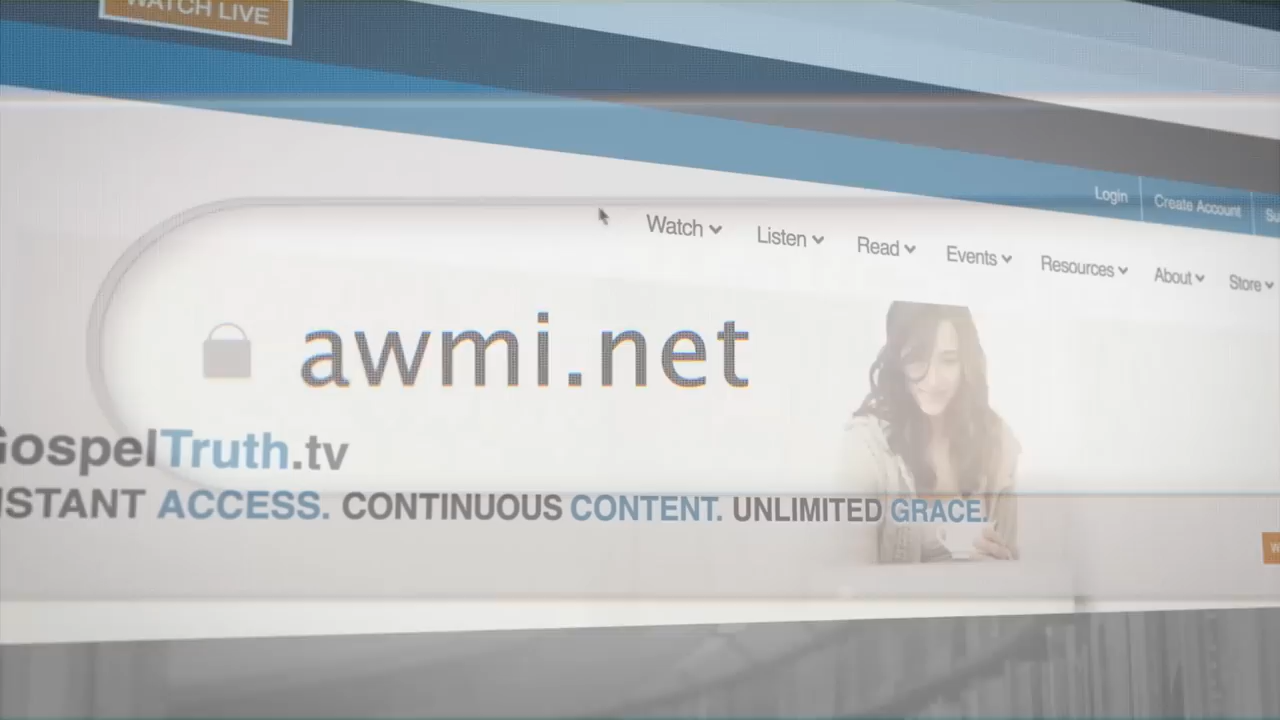 WATCH LIVE
Login
Create Account
Watch
Listen
Read
Events
Resources
About
Store
awmi.net
GospelTruth.tv
ACCESS. CONTINUOUS CONTENT. UNLIMITED GRACE.